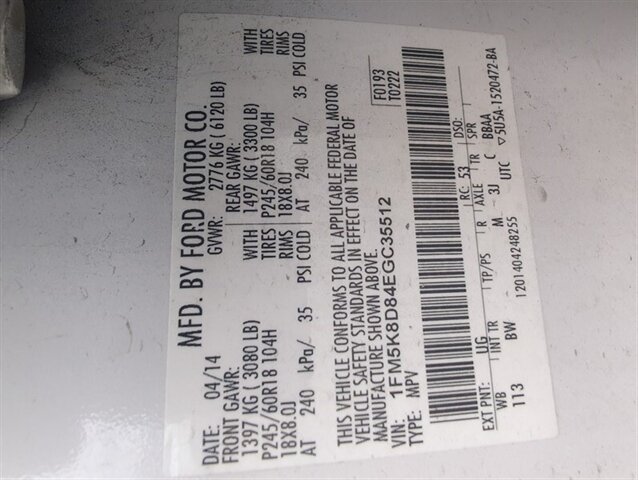 MFD. BY FORD MOTOR CO.
DATE: 04/14 GVWR: 2776 KG ( 6120 LB)
FRONT GAWR: REAR GAWR:
1397 KG ( 3080 LB) WITH 1497 KG ( 3300 LB) WITH
P245/60R18 104H TIRES P245/60R18 104H TIRES
18X8.0J RIMS 18X8.0J RIMS
AT 240 kPa/ 35 PSI COLD AT 240 kPa/ 35 PSI COLD
THIS VEHICLE CONFORMS TO ALL APPLICABLE FEDERAL MOTOR
VEHICLE SAFETY STANDARDS IN EFFECT ON THE DATE OF
MANUFACTURE SHOWN ABOVE.
VIN: 1FM5K8D84EGC35512 F0193
TYPE: MPV T0222
EXT PNT: UG RC: 53 DSO:
WB INT TR TP/PS R AXLE TR SPR
113 BW M 3J C BBAA
1201404248255 UTC ▽5U5A-1520472-BA